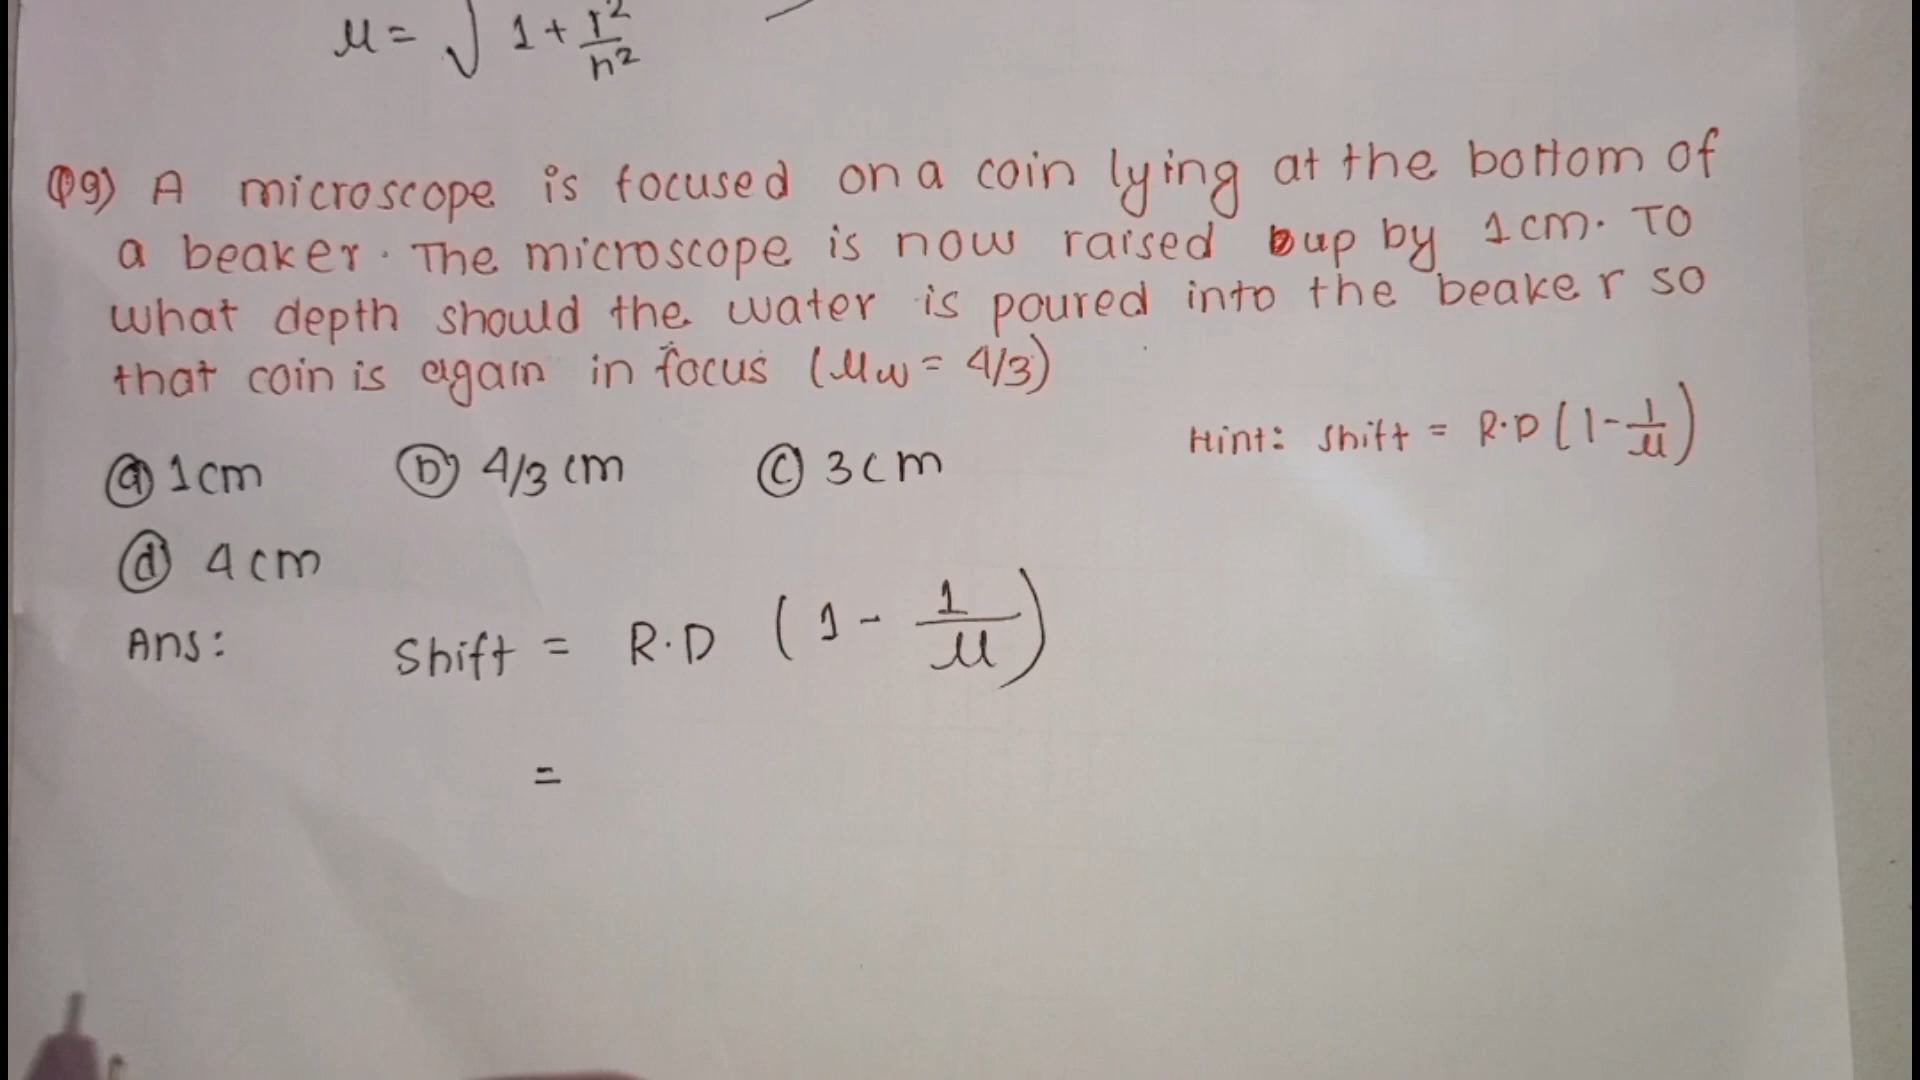 μ = √ 1 + r²/h²
Q9) A microscope is focused on a coin lying at the bottom of
a beaker. The microscope is now raised up by 1cm. To
what depth should the water is poured into the beaker so
that coin is again in focus (μw = 4/3)
Hint: Shift = R.D (1 - 1/μ)
ⓐ 1cm ⓑ 4/3 cm ⓒ 3cm
ⓓ 4cm
Ans: Shift = R.D (1 - 1/μ)
=